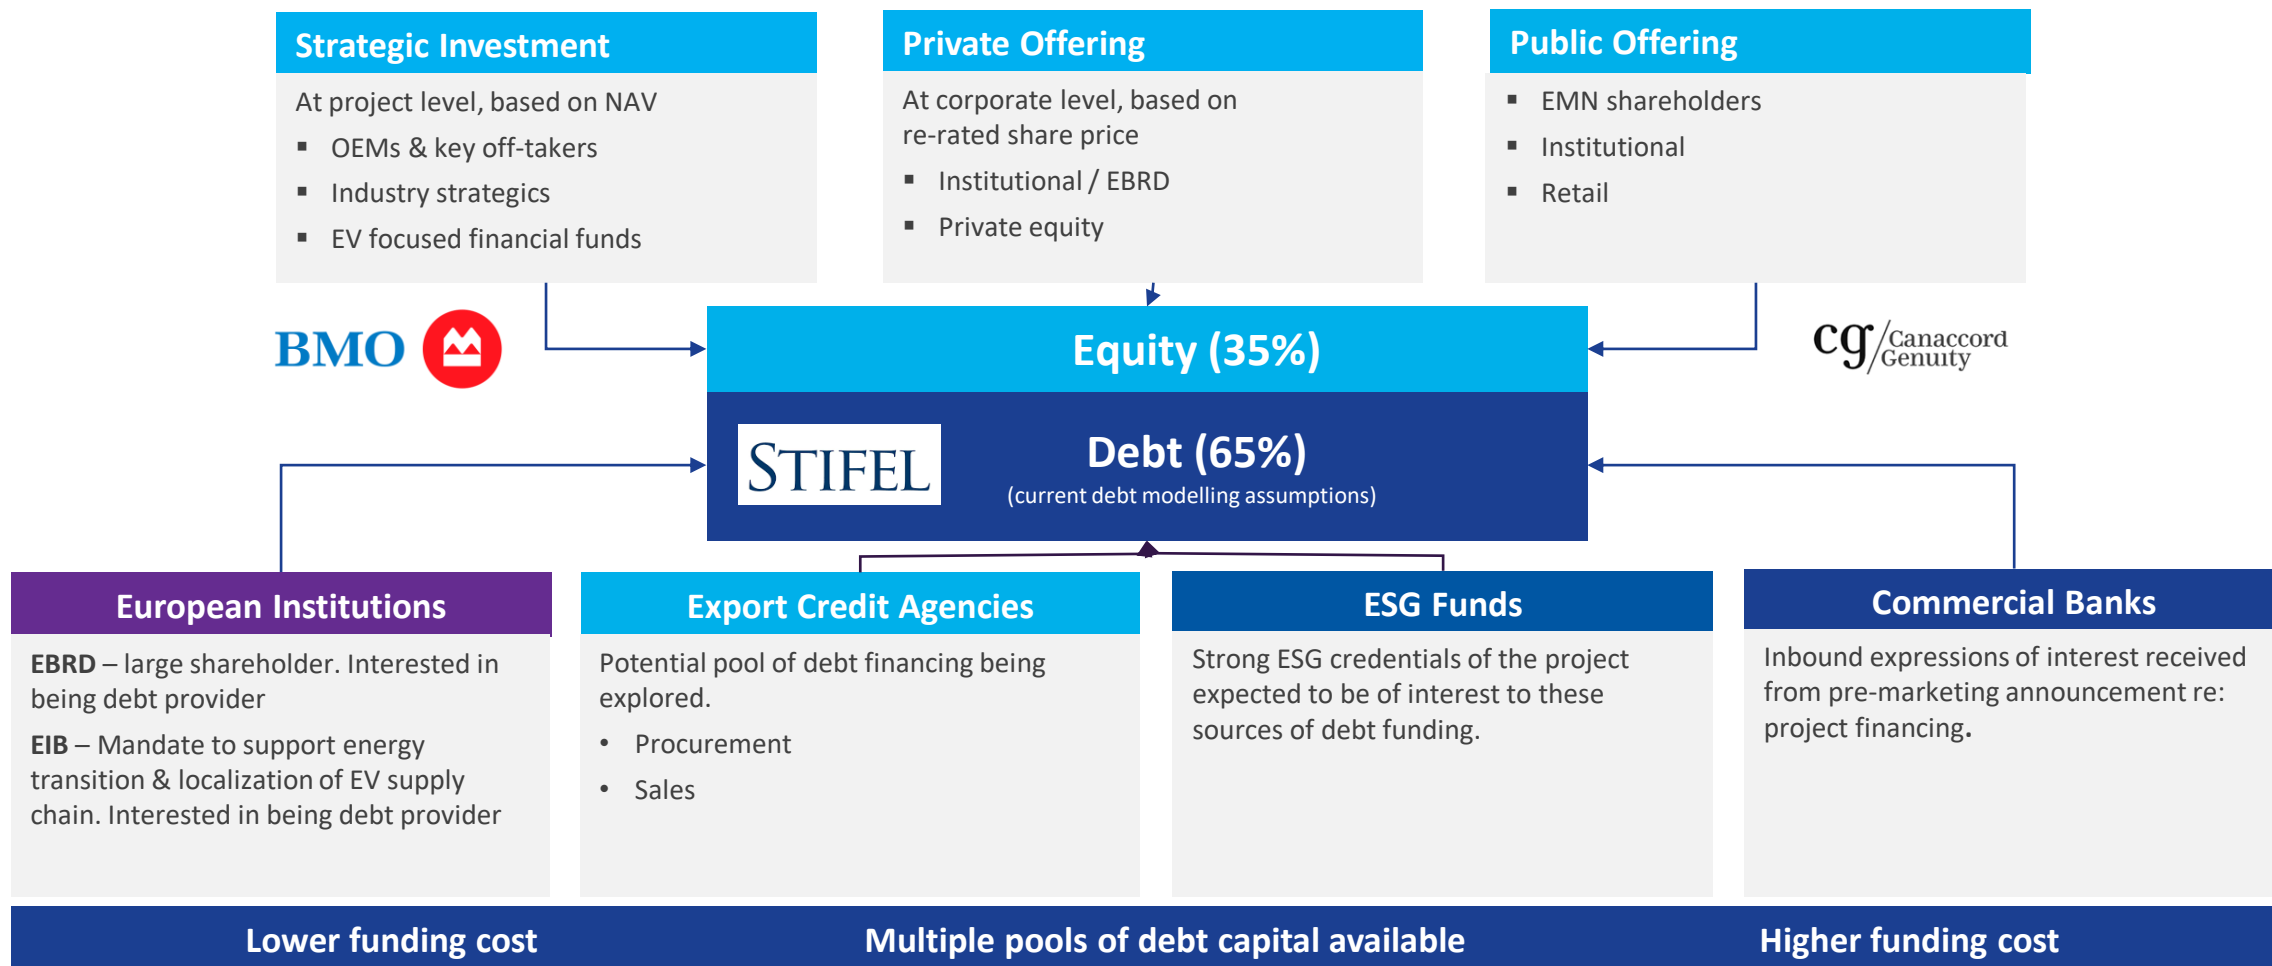 Strategic Investment
At project level, based on NAV
▪ OEMs & key off-takers
▪ Industry strategics
▪ EV focused financial funds
Private Offering
At corporate level, based on
re-rated share price
▪ Institutional / EBRD
▪ Private equity
Public Offering
▪ EMN shareholders
▪ Institutional
▪ Retail
BMO
Equity (35%)
cg/Canaccord
Genuity
STIFEL
Debt (65%)
(current debt modelling assumptions)
European Institutions
EBRD – large shareholder. Interested in
being debt provider
EIB – Mandate to support energy
transition & localization of EV supply
chain. Interested in being debt provider
Export Credit Agencies
Potential pool of debt financing being
explored.
• Procurement
• Sales
ESG Funds
Strong ESG credentials of the project
expected to be of interest to these
sources of debt funding.
Commercial Banks
Inbound expressions of interest received
from pre-marketing announcement re:
project financing.
Lower funding cost
Multiple pools of debt capital available
Higher funding cost